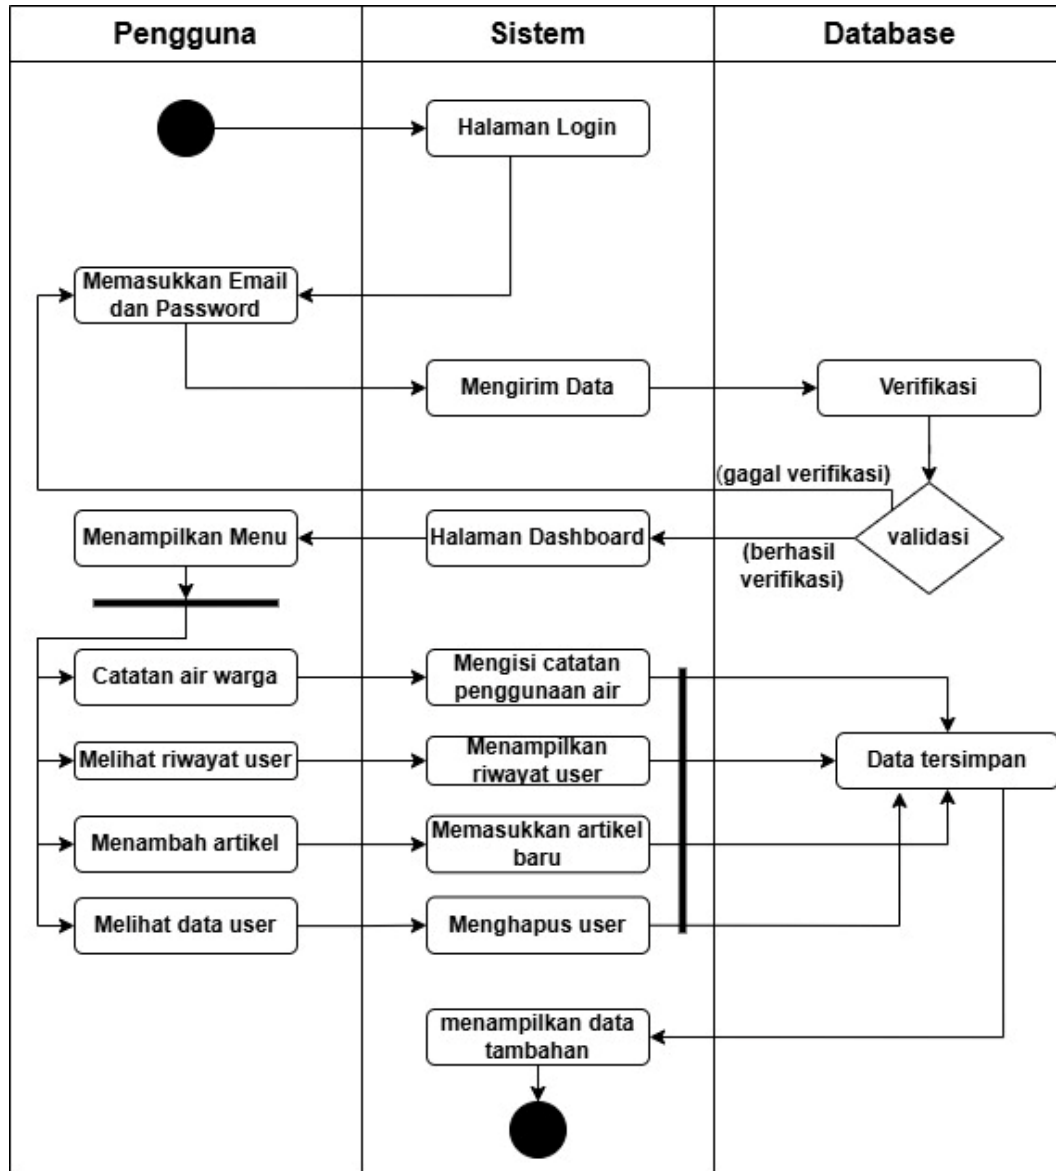 Pengguna
Sistem
Database
Halaman Login
Memasukkan Email
dan Password
Mengirim Data
Verifikasi
(gagal verifikasi)
validasi
(berhasil
verifikasi)
Halaman Dashboard
Menampilkan Menu
Catatan air warga
Mengisi catatan
penggunaan air
Melihat riwayat user
Menampilkan
riwayat user
Data tersimpan
Menambah artikel
Memasukkan artikel
baru
Melihat data user
Menghapus user
menampilkan data
tambahan